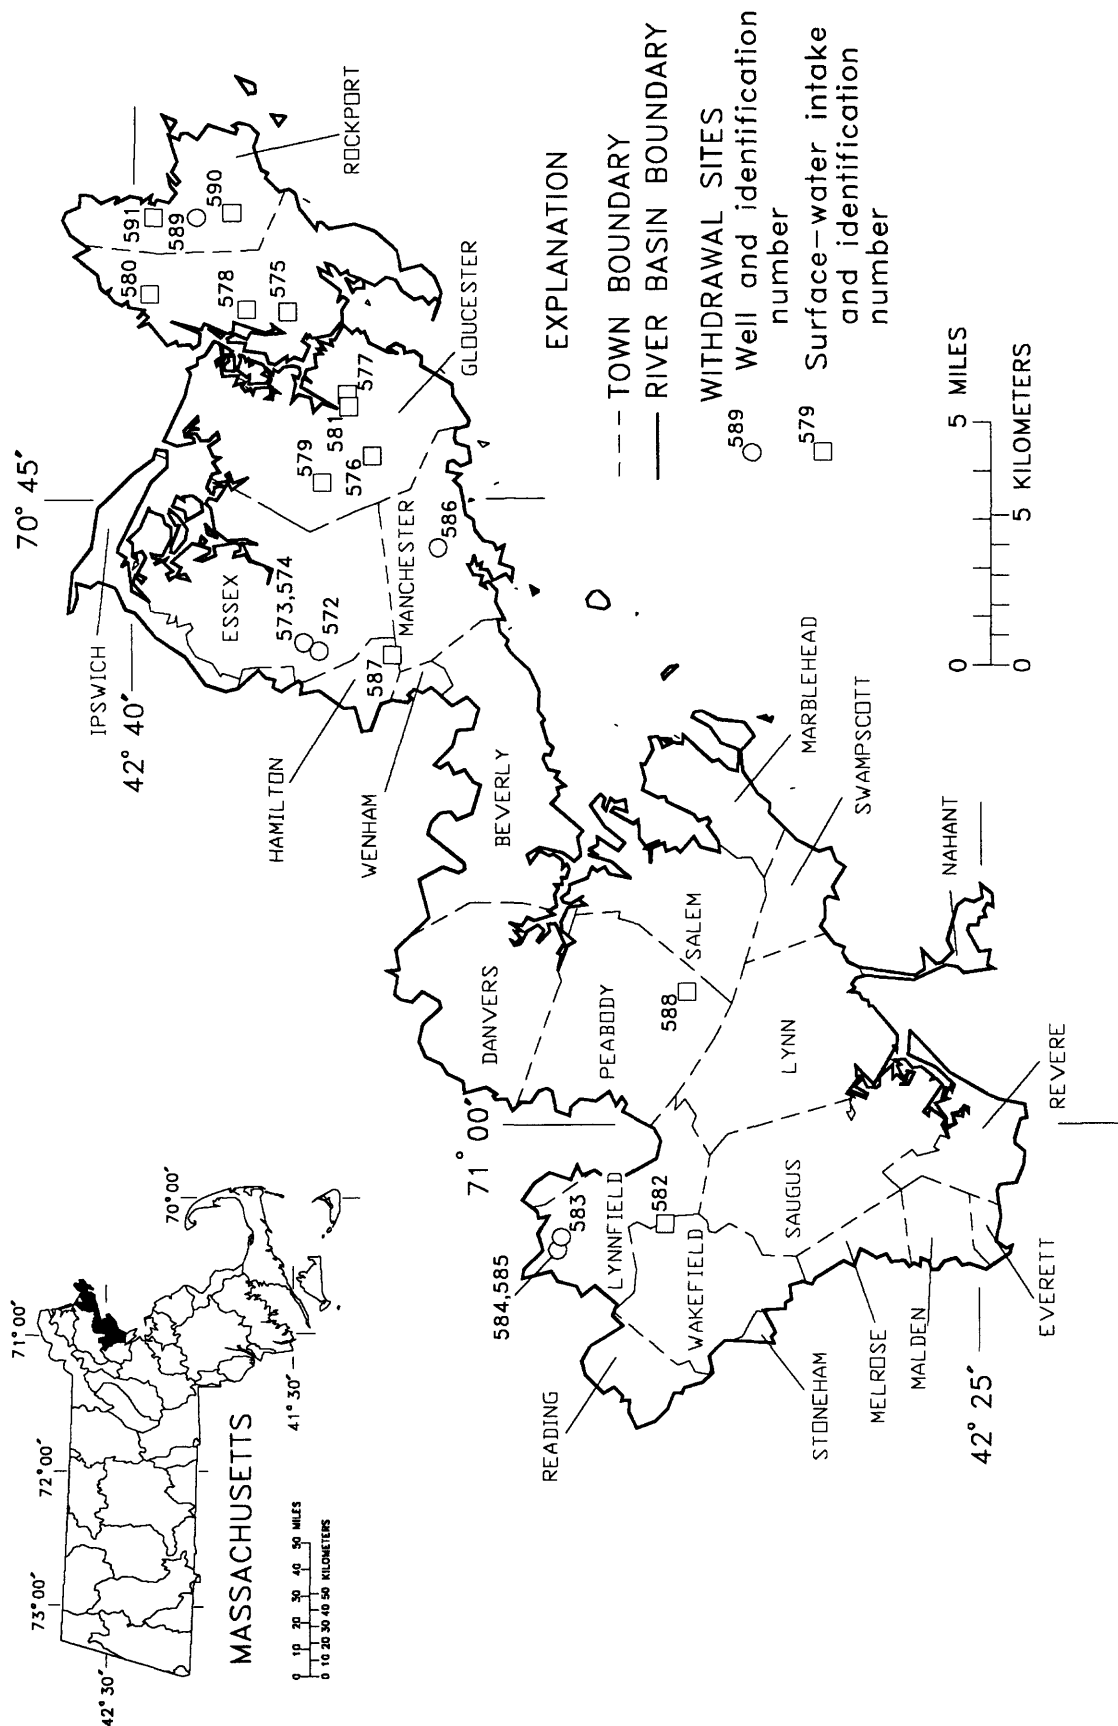 73° 00´
72° 00´
71° 00´
70° 00´
42° 30´
41° 30´
MASSACHUSETTS
0 10 20 30 40 50 MILES
0 10 20 30 40 50 KILOMETERS
70° 45´
IPSWICH
42° 40´
ESSEX
573,574
572
HAMILTON
587
WENHAM
MANCHESTER
586
BEVERLY
579
576
581
577
580
578
575
591
589
590
ROCKPORT
GLOUCESTER
71° 00´
DANVERS
PEABODY
588
SALEM
MARBLEHEAD
SWAMPSCOTT
NAHANT
LYNN
584,585
583
LYNNFIELD
582
READING
WAKEFIELD
SAUGUS
STONEHAM
MELROSE
MALDEN
EVERETT
REVERE
42° 25´
EXPLANATION
TOWN BOUNDARY
RIVER BASIN BOUNDARY
WITHDRAWAL SITES
589
Well and identification
number
579
Surface-water intake
and identification
number
0 5 MILES
0 5 KILOMETERS